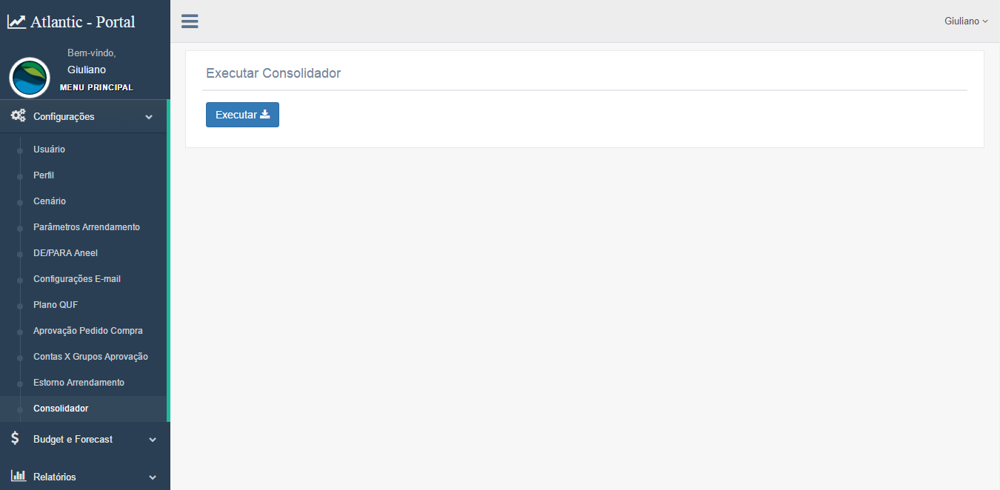 Atlantic - Portal
Giuliano
Bem-vindo,
Giuliano
MENU PRINCIPAL
Configurações
Usuário
Perfil
Cenário
Parâmetros Arrendamento
DE/PARA Aneel
Configurações E-mail
Plano QUF
Aprovação Pedido Compra
Contas X Grupos Aprovação
Estorno Arrendamento
Consolidador
Budget e Forecast
Relatórios
Executar Consolidador
Executar